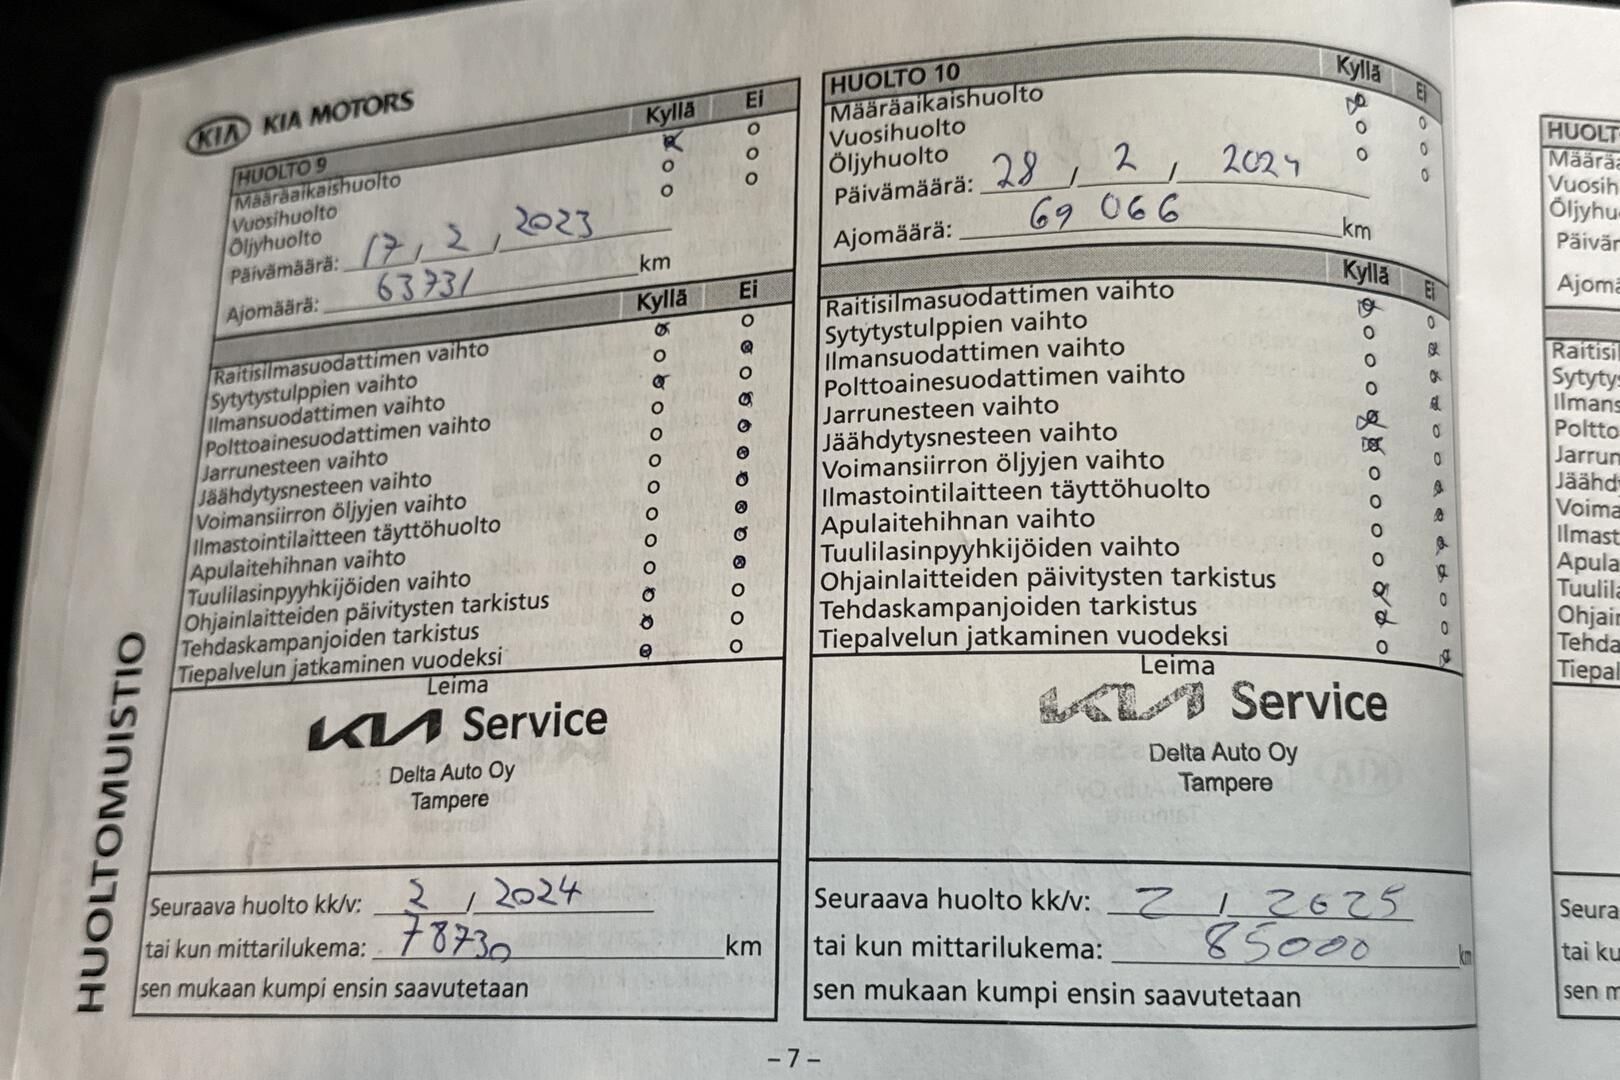 KIA KIA MOTORS
HUOLTOMUISTIO
HUOLTO 9 Kyllä Ei
Määräaikaishuolto
Vuosihuolto
Öljyhuolto
Päivämäärä: 17, 2, 2023
Ajomäärä: 63731 km
Kyllä Ei
Raitisilmasuodattimen vaihto
Sytytystulppien vaihto
Ilmansuodattimen vaihto
Polttoainesuodattimen vaihto
Jarrunesteen vaihto
Jäähdytysnesteen vaihto
Voimansiirron öljyjen vaihto
Ilmastointilaitteen täyttöhuolto
Apulaitehihnan vaihto
Tuulilasinpyyhkijöiden vaihto
Ohjainlaitteiden päivitysten tarkistus
Tehdaskampanjoiden tarkistus
Tiepalvelun jatkaminen vuodeksi
Leima
KIA Service
Delta Auto Oy
Tampere
Seuraava huolto kk/v: 2 / 2024
tai kun mittarilukema: 78730 km
sen mukaan kumpi ensin saavutetaan
HUOLTO 10 Kyllä Ei
Määräaikaishuolto
Vuosihuolto
Öljyhuolto
Päivämäärä: 28, 2, 2024
Ajomäärä: 69 066 km
Kyllä Ei
Raitisilmasuodattimen vaihto
Sytytystulppien vaihto
Ilmansuodattimen vaihto
Polttoainesuodattimen vaihto
Jarrunesteen vaihto
Jäähdytysnesteen vaihto
Voimansiirron öljyjen vaihto
Ilmastointilaitteen täyttöhuolto
Apulaitehihnan vaihto
Tuulilasinpyyhkijöiden vaihto
Ohjainlaitteiden päivitysten tarkistus
Tehdaskampanjoiden tarkistus
Tiepalvelun jatkaminen vuodeksi
Leima
KIA Service
Delta Auto Oy
Tampere
Seuraava huolto kk/v: 2 / 2025
tai kun mittarilukema: 85000 km
sen mukaan kumpi ensin saavutetaan
– 7 –